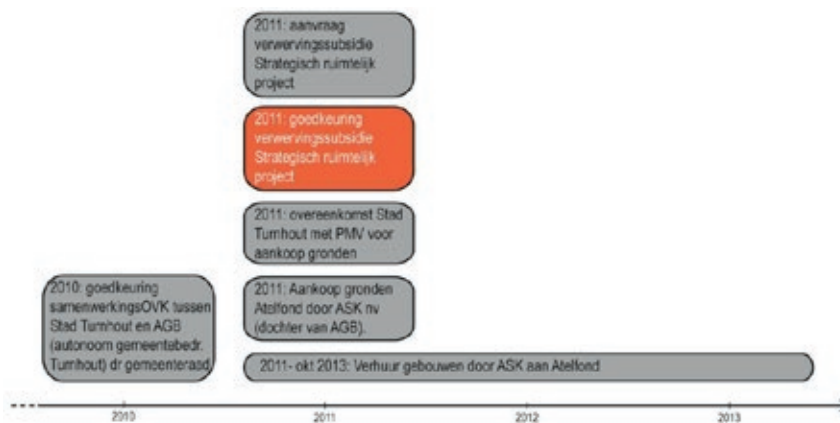 2011: aanvraag
verwervingssubsidie
Strategisch ruimtelijk
project
2011: goedkeuring
verwervingssubsidie
Strategisch ruimtelijk
project
2011: overeenkomst Stad
Turnhout met PMV voor
aankoop gronden
2010: goedkeuring
samenwerkingsOVK tussen
Stad Turnhout en AGB
(autonoom gemeentebedr.
Turnhout) dr gemeenteraad
2011: Aankoop gronden
Atelfond door ASK nv
(dochter van AGB).
2011- okt 2013: Verhuur gebouwen door ASK aan Atelfond
2010
2011
2012
2013